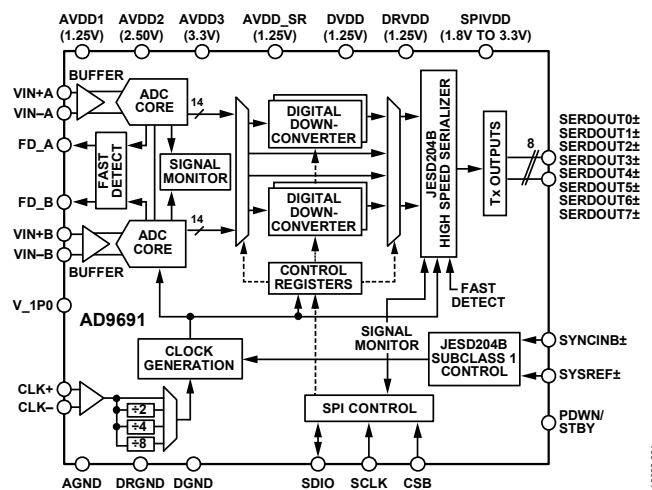 AVDD1
(1.25V)
AVDD2
(2.50V)
AVDD3
(3.3V)
AVDD_SR
(1.25V)
DVDD
(1.25V)
DRVDD
(1.25V)
SPIVDD
(1.8V TO 3.3V)
BUFFER
VIN+A
VIN–A
ADC
CORE
14
FD_A
FAST
DETECT
SIGNAL
MONITOR
FD_B
VIN+B
VIN–B
ADC
CORE
14
BUFFER
DIGITAL
DOWN-
CONVERTER
DIGITAL
DOWN-
CONVERTER
JESD204B
HIGH SPEED SERIALIZER
Tx OUTPUTS
8
SERDOUT0±
SERDOUT1±
SERDOUT2±
SERDOUT3±
SERDOUT4±
SERDOUT5±
SERDOUT6±
SERDOUT7±
CONTROL
REGISTERS
FAST
DETECT
V_1P0
AD9691
CLOCK
GENERATION
SIGNAL
MONITOR
JESD204B
SUBCLASS 1
CONTROL
SYNCINB±
SYSREF±
CLK+
CLK–
÷2
÷4
÷8
SPI CONTROL
PDWN/
STBY
AGND
DRGND
DGND
SDIO
SCLK
CSB